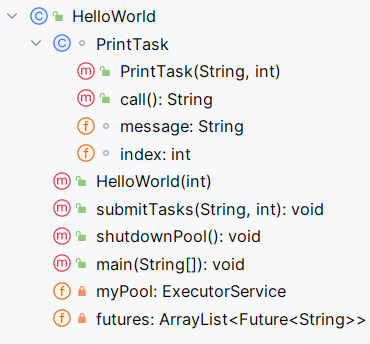 HelloWorld
PrintTask
PrintTask(String, int)
call(): String
message: String
index: int
HelloWorld(int)
submitTasks(String, int): void
shutdownPool(): void
main(String[]): void
myPool: ExecutorService
futures: ArrayList<Future<String>>